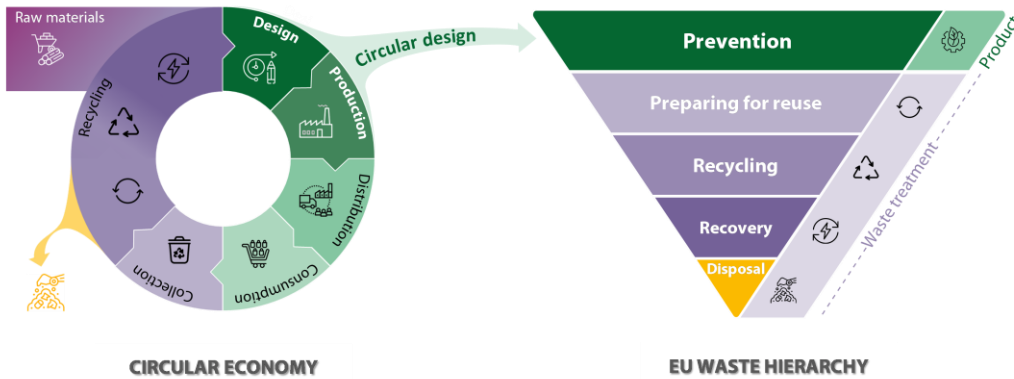 Raw materials
Design
Circular design
Production
Recycling
Distribution
Collection
Consumption
CIRCULAR ECONOMY
Prevention
Product
Preparing for reuse
Recycling
Waste treatment
Recovery
Disposal
EU WASTE HIERARCHY